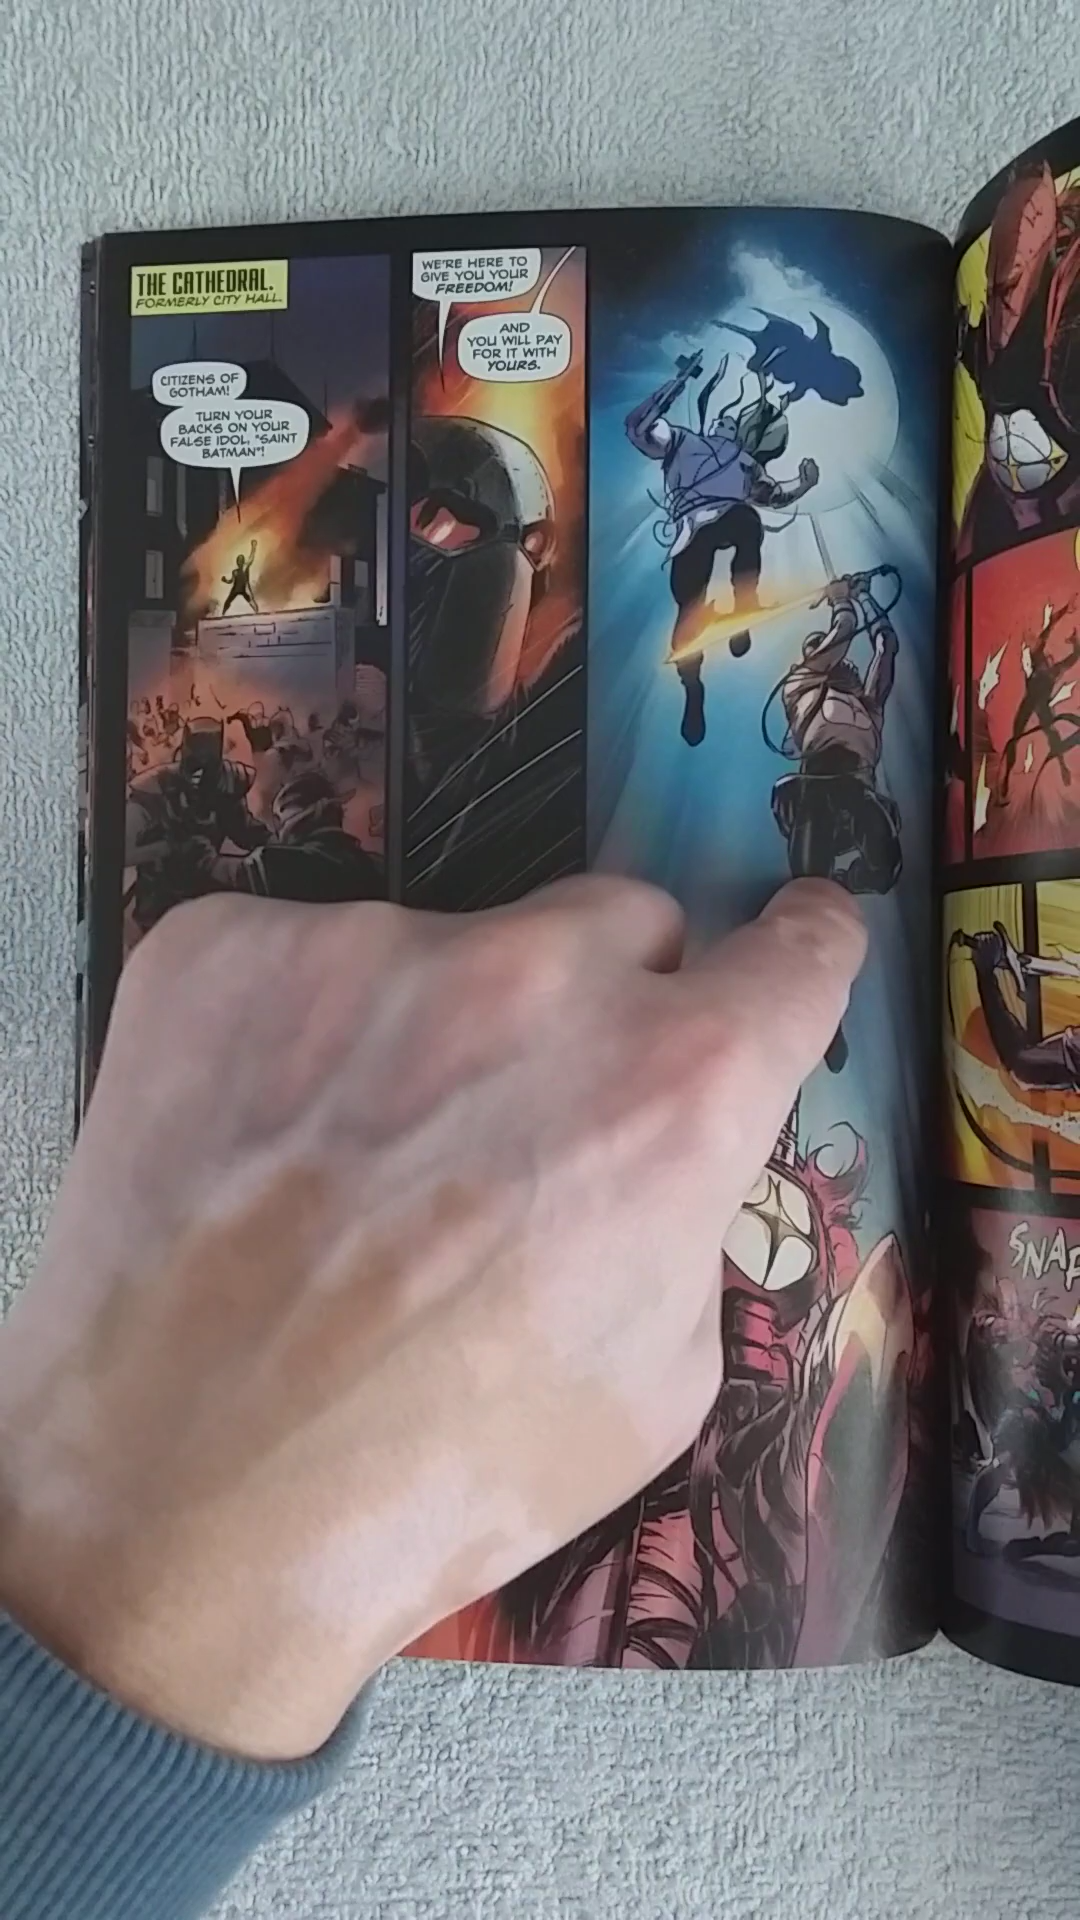 THE CATHEDRAL.
FORMERLY CITY HALL.
CITIZENS OF
GOTHAM!
TURN YOUR
BACKS ON YOUR
FALSE IDOL, "SAINT
BATMAN"!
WE'RE HERE TO
GIVE YOU YOUR
FREEDOM!
AND
YOU WILL PAY
FOR IT WITH
YOURS.